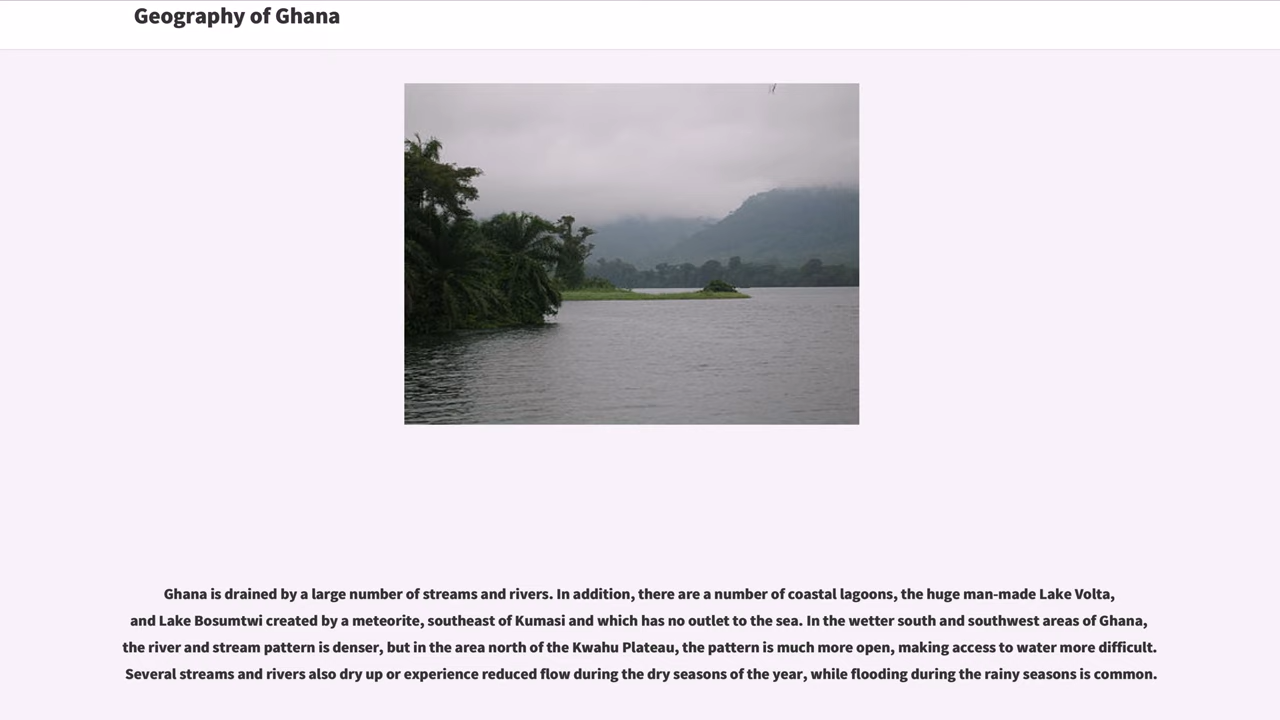 Geography of Ghana
Ghana is drained by a large number of streams and rivers. In addition, there are a number of coastal lagoons, the huge man-made Lake Volta,
and Lake Bosumtwi created by a meteorite, southeast of Kumasi and which has no outlet to the sea. In the wetter south and southwest areas of Ghana,
the river and stream pattern is denser, but in the area north of the Kwahu Plateau, the pattern is much more open, making access to water more difficult.
Several streams and rivers also dry up or experience reduced flow during the dry seasons of the year, while flooding during the rainy seasons is common.